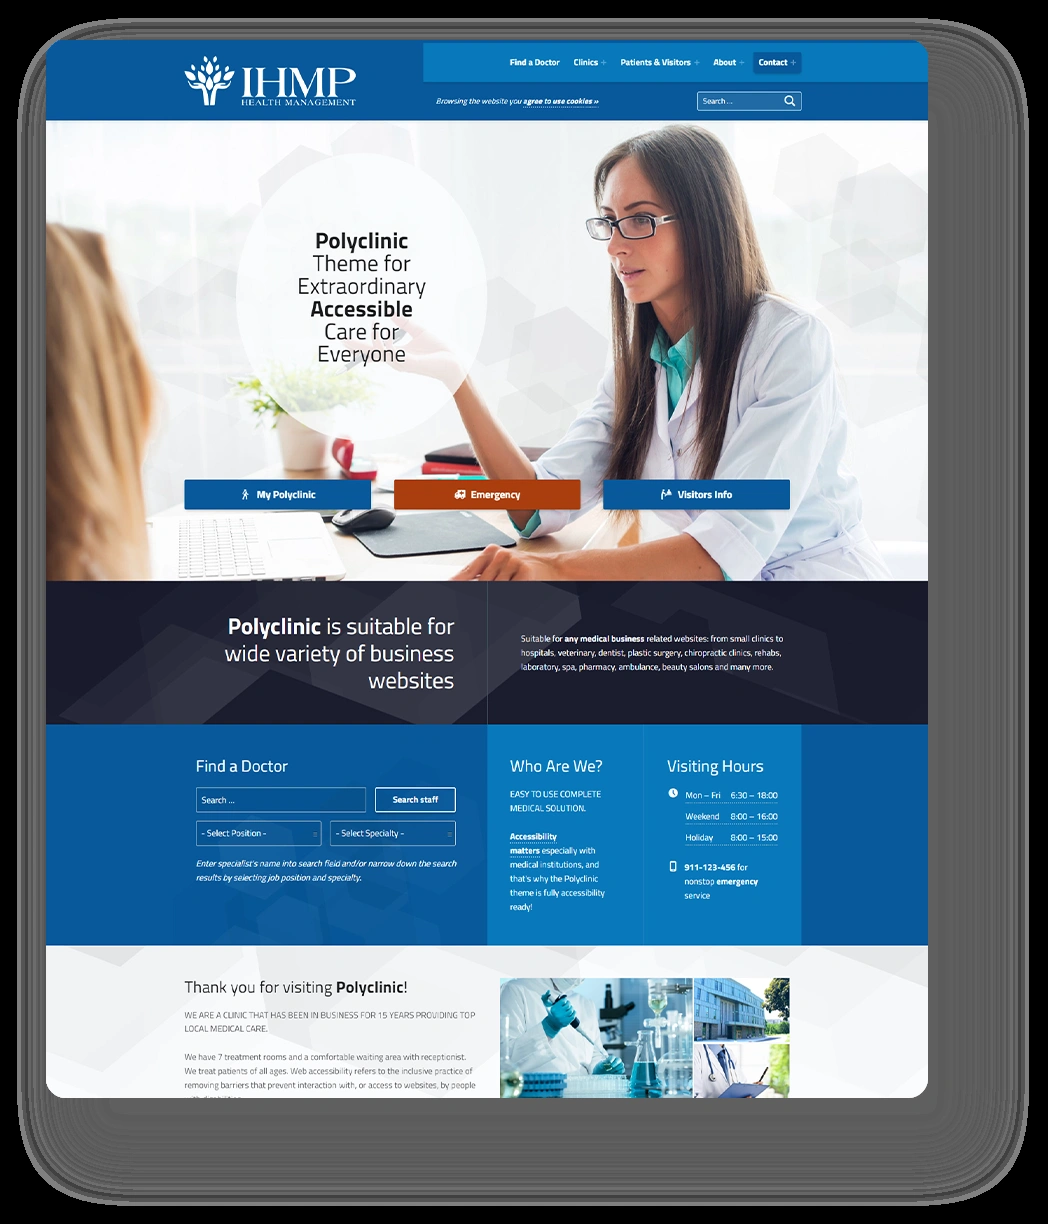 IHMP
HEALTH MANAGEMENT
Find a Doctor Clinics + Patients & Visitors + About + Contact +
Browsing the website you agree to use cookies »
Search ...
Polyclinic
Theme for
Extraordinary
Accessible
Care for
Everyone
My Polyclinic
Emergency
Visitors Info
Polyclinic is suitable for
wide variety of business
websites
Suitable for any medical business related websites: from small clinics to
hospitals, veterinary, dentist, plastic surgery, chiropractic clinics, rehabs,
laboratory, spa, pharmacy, ambulance, beauty salons and many more.
Find a Doctor
Search ...
Search staff
- Select Position -
- Select Specialty -
Enter specialist's name into search field and/or narrow down the search
results by selecting job position and specialty.
Who Are We?
EASY TO USE COMPLETE
MEDICAL SOLUTION.
Accessibility
matters especially with
medical institutions, and
that's why the Polyclinic
theme is fully accessibility
ready!
Visiting Hours
Mon – Fri 6:30 – 18:00
Weekend 8:00 – 16:00
Holiday 8:00 – 15:00
911-123-456 for
nonstop emergency
service
Thank you for visiting Polyclinic!
WE ARE A CLINIC THAT HAS BEEN IN BUSINESS FOR 15 YEARS PROVIDING TOP
LOCAL MEDICAL CARE.
We have 7 treatment rooms and a comfortable waiting area with receptionist.
We treat patients of all ages. Web accessibility refers to the inclusive practice of
removing barriers that prevent interaction with, or access to websites, by people